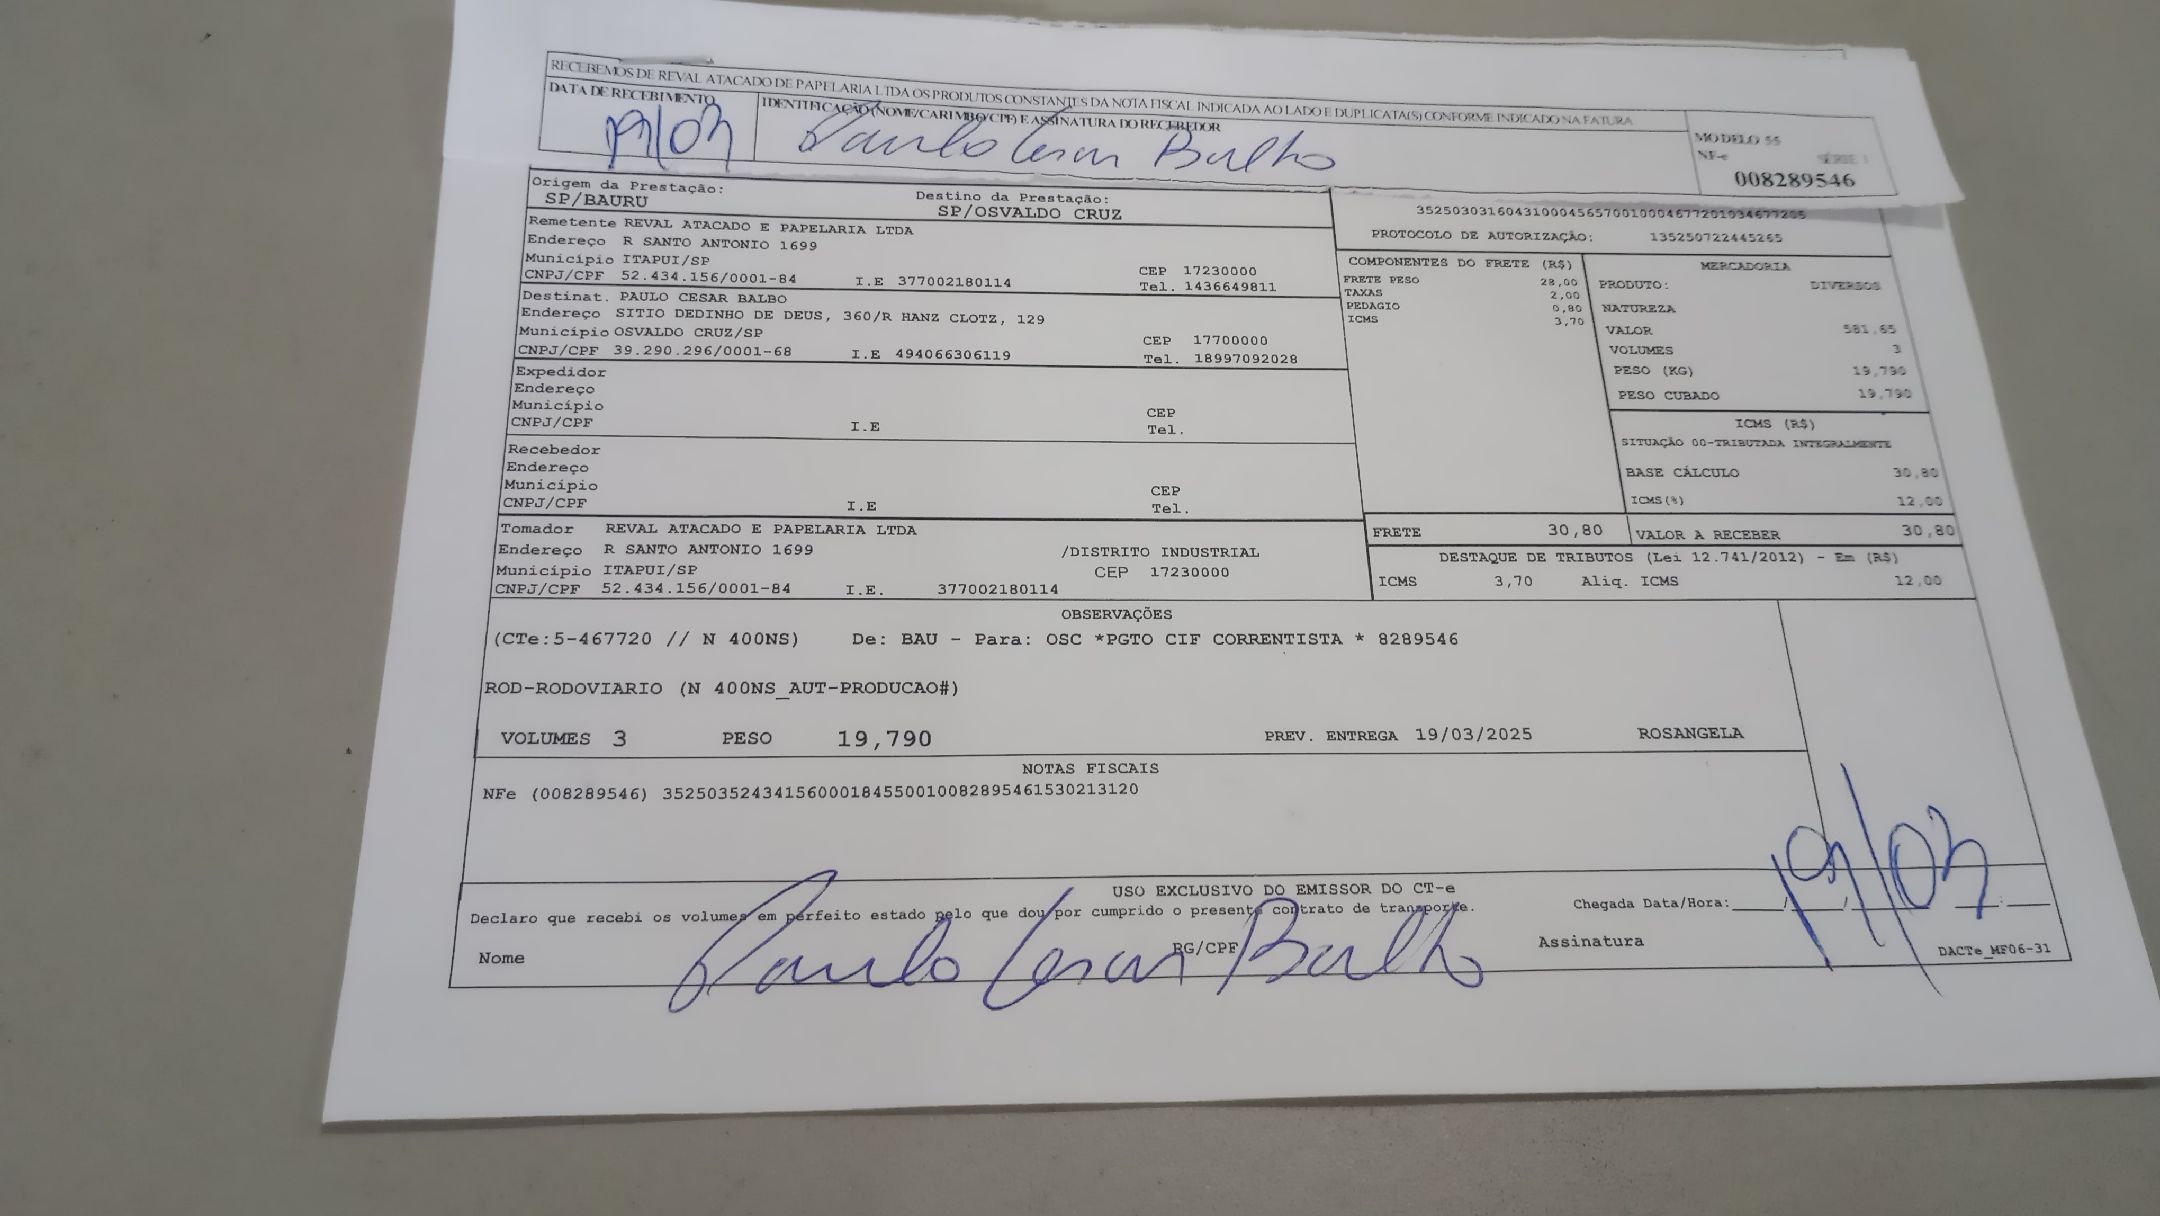 RECEBEMOS DE REVAL ATACADO DE PAPELARIA LTDA OS PRODUTOS CONSTANTES DA NOTA FISCAL INDICADA AO LADO E DUPLICATA(S) CONFORME INDICADO NA FATURA
DATA DE RECEBIMENTO IDENTIFICAÇÃO (NOME/CARIMBO/CPF) E ASSINATURA DO RECEBEDOR
19/03 Paulo Cesar Balbo
MODELO 55
NF-e SÉRIE 1
008289546
Origem da Prestação: Destino da Prestação:
SP/BAURU SP/OSVALDO CRUZ
PROTOCOLO DE AUTORIZAÇÃO: 135250722445265
Remetente REVAL ATACADO E PAPELARIA LTDA
Endereço R SANTO ANTONIO 1699
Município ITAPUI/SP CEP 17230000
CNPJ/CPF 52.434.156/0001-84 I.E 377002180114 Tel. 1436649811
Destinat. PAULO CESAR BALBO
Endereço SITIO DEDINHO DE DEUS, 360/R HANZ CLOTZ, 129
Município OSVALDO CRUZ/SP CEP 17700000
CNPJ/CPF 39.290.296/0001-68 I.E 494066306119 Tel. 18997092028
Expedidor
Endereço
Município CEP
CNPJ/CPF I.E Tel.
Recebedor
Endereço
Município CEP
CNPJ/CPF I.E Tel.
Tomador REVAL ATACADO E PAPELARIA LTDA
Endereço R SANTO ANTONIO 1699 /DISTRITO INDUSTRIAL
Município ITAPUI/SP CEP 17230000
CNPJ/CPF 52.434.156/0001-84 I.E. 377002180114
COMPONENTES DO FRETE (R$)
FRETE PESO 28,00
TAXAS 2,00
PEDAGIO 0,80
ICMS 3,70
MERCADORIA
PRODUTO: DIVERSOS
NATUREZA
VALOR 581,65
VOLUMES 3
PESO (KG) 19,790
PESO CUBADO 19,790
ICMS (R$)
SITUAÇÃO 00-TRIBUTADA INTEGRALMENTE
BASE CÁLCULO 30,80
ICMS(%) 12,00
FRETE 30,80 VALOR A RECEBER 30,80
DESTAQUE DE TRIBUTOS (Lei 12.741/2012) - Em (R$)
ICMS 3,70 Aliq. ICMS 12,00
OBSERVAÇÕES
(CTe:5-467720 // N 400NS) De: BAU - Para: OSC *PGTO CIF CORRENTISTA * 8289546
ROD-RODOVIARIO (N 400NS_AUT-PRODUCAO#)
VOLUMES 3 PESO 19,790 PREV. ENTREGA 19/03/2025 ROSANGELA
NOTAS FISCAIS
NFe (008289546) 35250352434156000184550010082895461530213120
USO EXCLUSIVO DO EMISSOR DO CT-e
Declaro que recebi os volumes em perfeito estado pelo que dou por cumprido o presente contrato de transporte. Chegada Data/Hora: 19/03
Nome Paulo Cesar Balbo RG/CPF Assinatura
DACTe_MF06-31